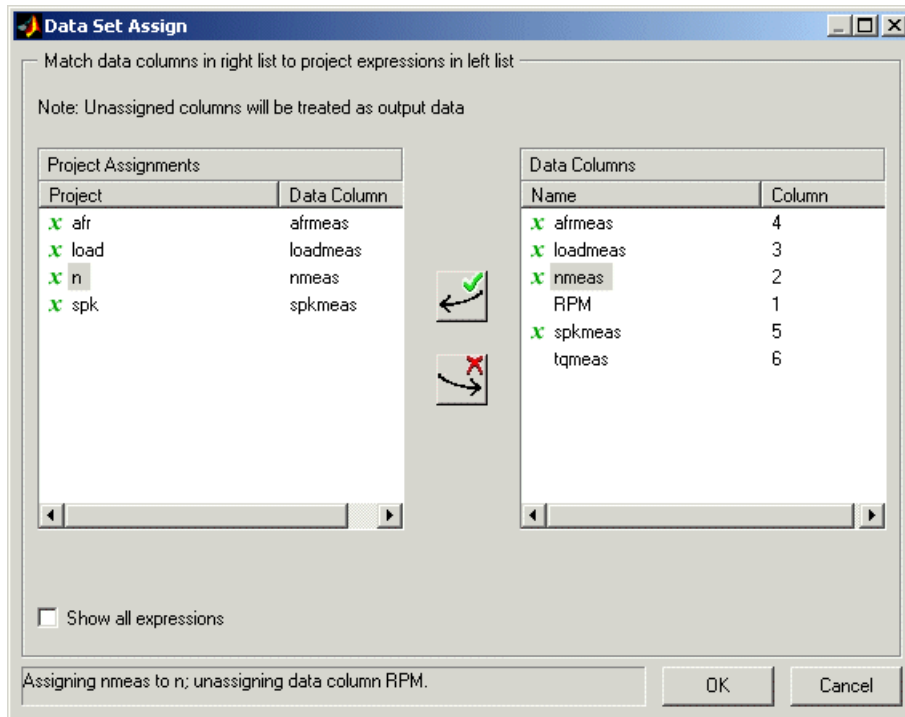 Data Set Assign
Match data columns in right list to project expressions in left list
Note: Unassigned columns will be treated as output data
Project Assignments
Project Data Column
x afr afrmeas
x load loadmeas
x n nmeas
x spk spkmeas
Data Columns
Name Column
x afrmeas 4
x loadmeas 3
x nmeas 2
RPM 1
x spkmeas 5
tqmeas 6
Show all expressions
Assigning nmeas to n; unassigning data column RPM.
OK
Cancel